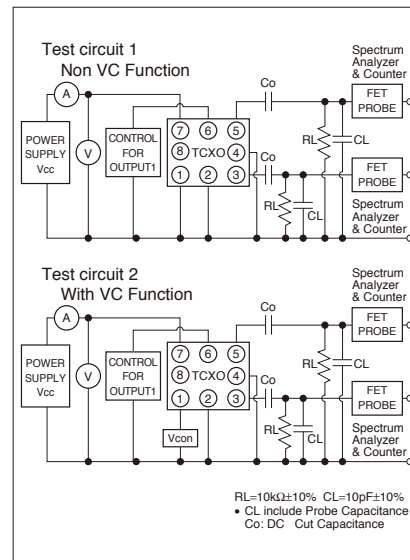 Test circuit 1
Non VC Function
Spectrum
Analyzer
& Counter
A
Co
FET
PROBE
POWER
SUPPLY
Vcc
V
CONTROL
FOR
OUTPUT1
7 6 5
8 TCXO 4
1 2 3
Co
RL
CL
FET
PROBE
RL
CL
Spectrum
Analyzer
& Counter
Test circuit 2
With VC Function
Spectrum
Analyzer
& Counter
A
Co
FET
PROBE
POWER
SUPPLY
Vcc
V
CONTROL
FOR
OUTPUT1
7 6 5
8 TCXO 4
1 2 3
Co
RL
CL
FET
PROBE
Vcon
RL
CL
Spectrum
Analyzer
& Counter
RL=10kΩ±10% CL=10pF±10%
• CL include Probe Capacitance
Co: DC Cut Capacitance